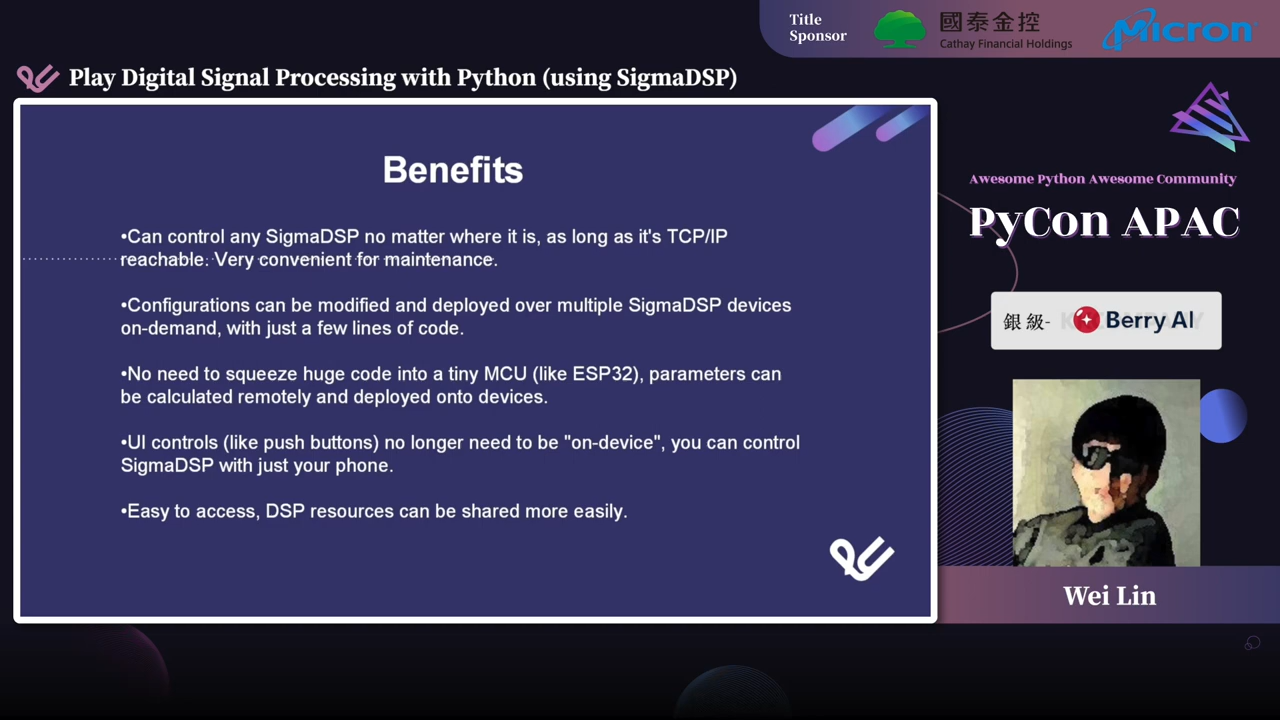 Title
Sponsor
國泰金控
Cathay Financial Holdings
Micron
Play Digital Signal Processing with Python (using SigmaDSP)
Benefits
•Can control any SigmaDSP no matter where it is, as long as it's TCP/IP
reachable. Very convenient for maintenance.
•Configurations can be modified and deployed over multiple SigmaDSP devices
on-demand, with just a few lines of code.
•No need to squeeze huge code into a tiny MCU (like ESP32), parameters can
be calculated remotely and deployed onto devices.
•UI controls (like push buttons) no longer need to be "on-device", you can control
SigmaDSP with just your phone.
•Easy to access, DSP resources can be shared more easily.
Awesome Python Awesome Community
PyCon APAC
銀級- Berry AI
Wei Lin